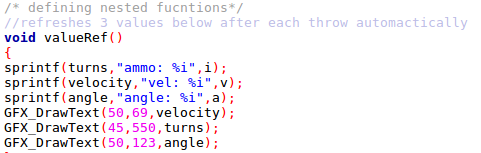 /* defining nested fucntions*/
//refreshes 3 values below after each throw automactically
void valueRef()
{
sprintf(turns,"ammo: %i",i);
sprintf(velocity,"vel: %i",v);
sprintf(angle,"angle: %i",a);
GFX_DrawText(50,69,velocity);
GFX_DrawText(45,550,turns);
GFX_DrawText(50,123,angle);